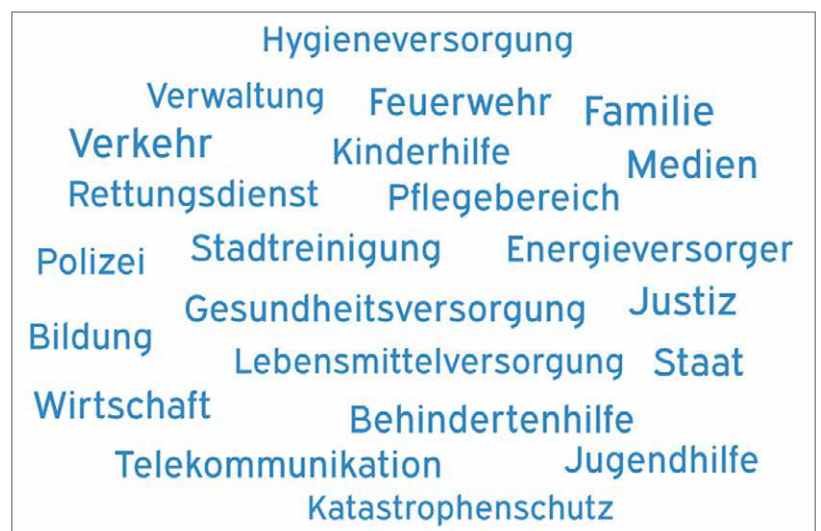 Hygieneversorgung
Verwaltung Feuerwehr Familie
Verkehr Kinderhilfe Medien
Rettungsdienst Pflegebereich
Polizei Stadtreinigung Energieversorger
Gesundheitsversorgung Justiz
Bildung
Lebensmittelversorgung Staat
Wirtschaft Behindertenhilfe
Telekommunikation Jugendhilfe
Katastrophenschutz